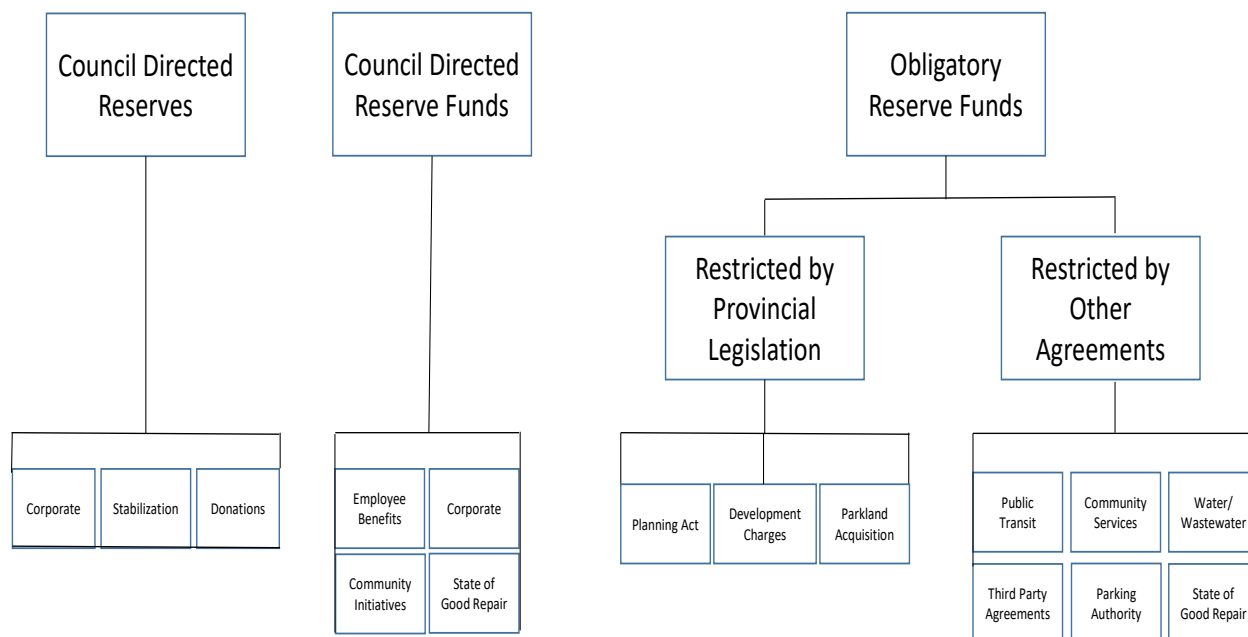 Council Directed
Reserves
Council Directed
Reserve Funds
Obligatory
Reserve Funds
Restricted by
Provincial
Legislation
Restricted by
Other
Agreements
Corporate
Stabilization
Donations
Employee
Benefits
Corporate
Community
Initiatives
State of
Good Repair
Planning Act
Development
Charges
Parkland
Acquisition
Public
Transit
Community
Services
Water/
Wastewater
Third Party
Agreements
Parking
Authority
State of
Good Repair